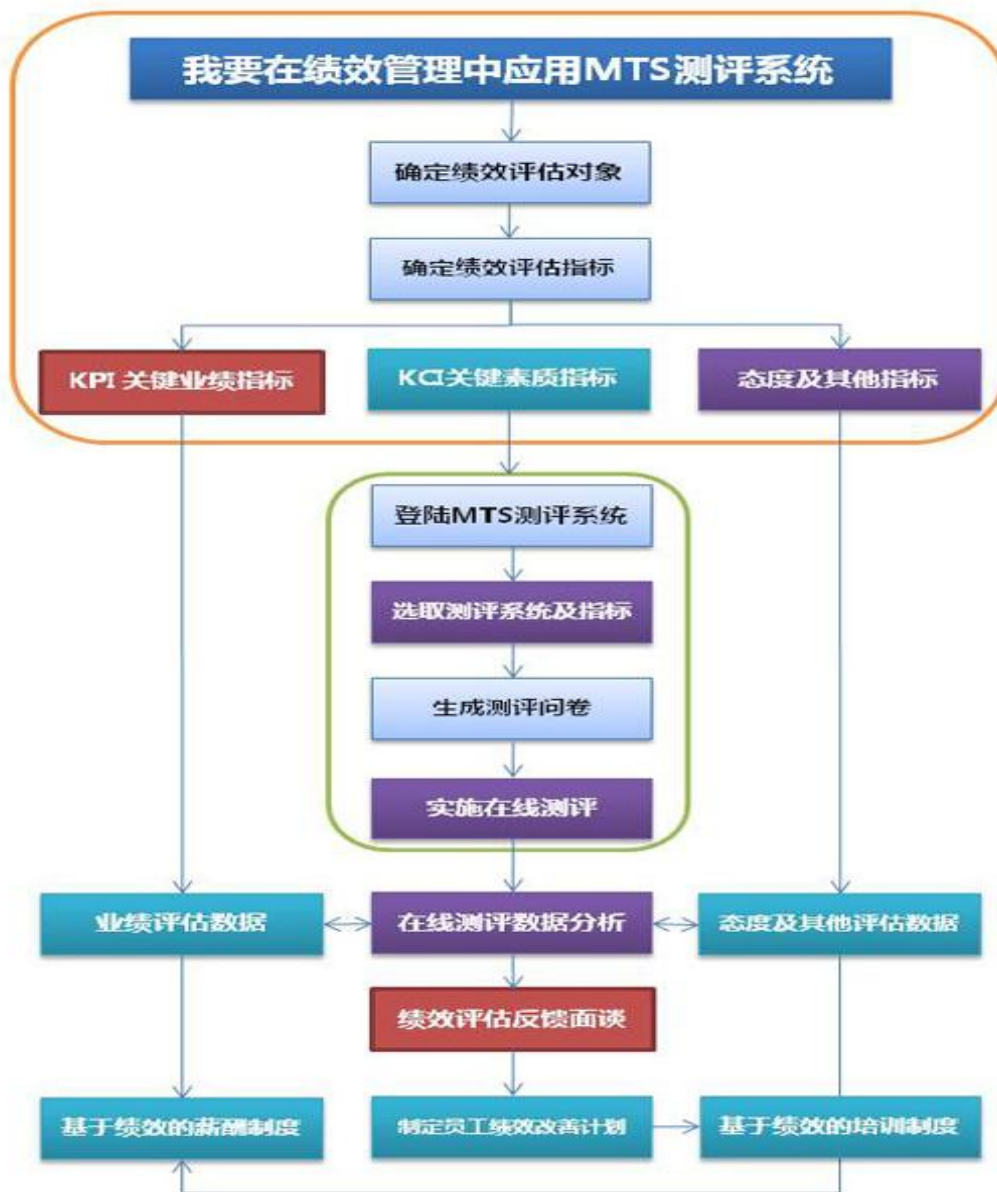 我要在绩效管理中应用MTS测评系统
确定绩效评估对象
确定绩效评估指标
KPI 关键业绩指标
KCI关键素质指标
态度及其他指标
登陆MTS测评系统
选取测评系统及指标
生成测评问卷
实施在线测评
业绩评估数据
在线测评数据分析
态度及其他评估数据
绩效评估反馈面谈
基于绩效的薪酬制度
制定员工绩效改善计划
基于绩效的培训制度